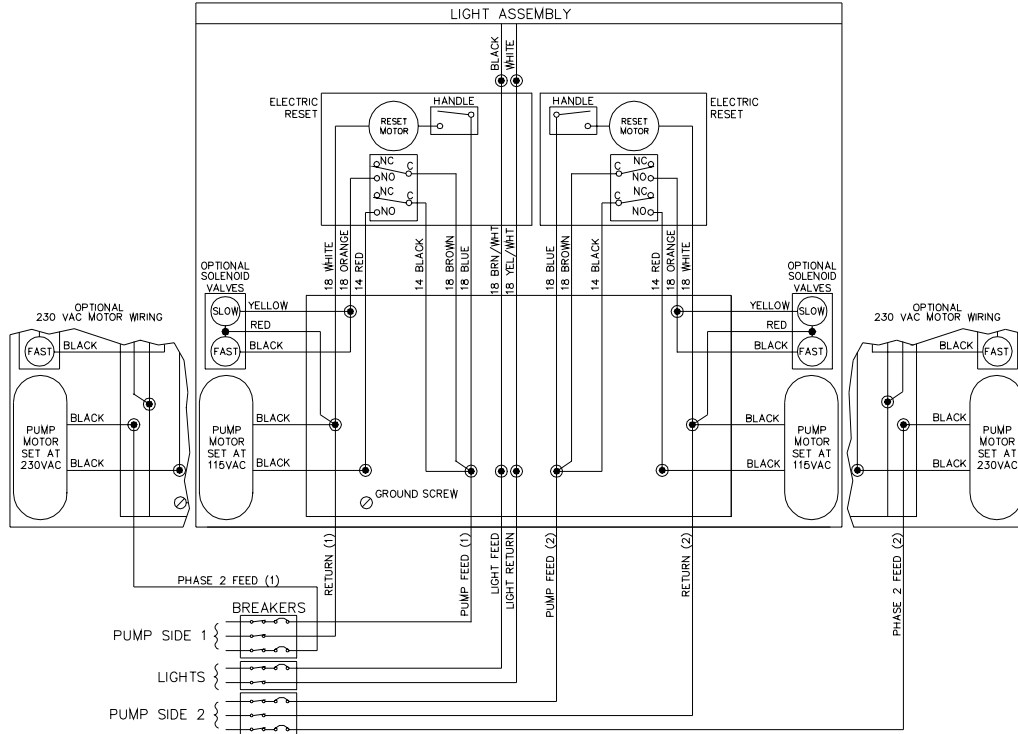 LIGHT ASSEMBLY
BLACK
WHITE
ELECTRIC
RESET
HANDLE
RESET
MOTOR
NC
C
NO
NC
C
NO
HANDLE
RESET
MOTOR
ELECTRIC
RESET
NC
C
NO
NC
C
NO
18 WHITE
18 ORANGE
14 RED
14 BLACK
18 BROWN
18 BLUE
18 BRN/WHT
18 YEL/WHT
18 BLUE
18 BROWN
14 BLACK
14 RED
18 ORANGE
18 WHITE
OPTIONAL
SOLENOID
VALVES
SLOW
YELLOW
RED
FAST
BLACK
OPTIONAL
SOLENOID
VALVES
YELLOW
SLOW
RED
BLACK
FAST
OPTIONAL
230 VAC MOTOR WIRING
FAST
BLACK
OPTIONAL
230 VAC MOTOR WIRING
BLACK
FAST
PUMP
MOTOR
SET AT
230VAC
BLACK
BLACK
PUMP
MOTOR
SET AT
115VAC
BLACK
BLACK
GROUND SCREW
BLACK
BLACK
PUMP
MOTOR
SET AT
115VAC
BLACK
BLACK
PUMP
MOTOR
SET AT
230VAC
PHASE 2 FEED (1)
RETURN (1)
PUMP FEED (1)
LIGHT FEED
LIGHT RETURN
PUMP FEED (2)
RETURN (2)
PHASE 2 FEED (2)
BREAKERS
PUMP SIDE 1
LIGHTS
PUMP SIDE 2